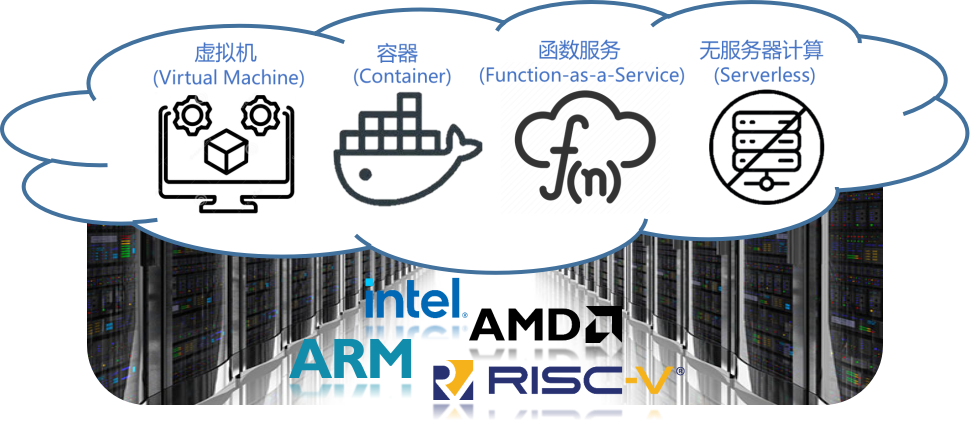 虚拟机
(Virtual Machine)
容器
(Container)
函数服务
(Function-as-a-Service)
无服务器计算
(Serverless)
f(n)
intel®
AMD
ARM
RISC-V®